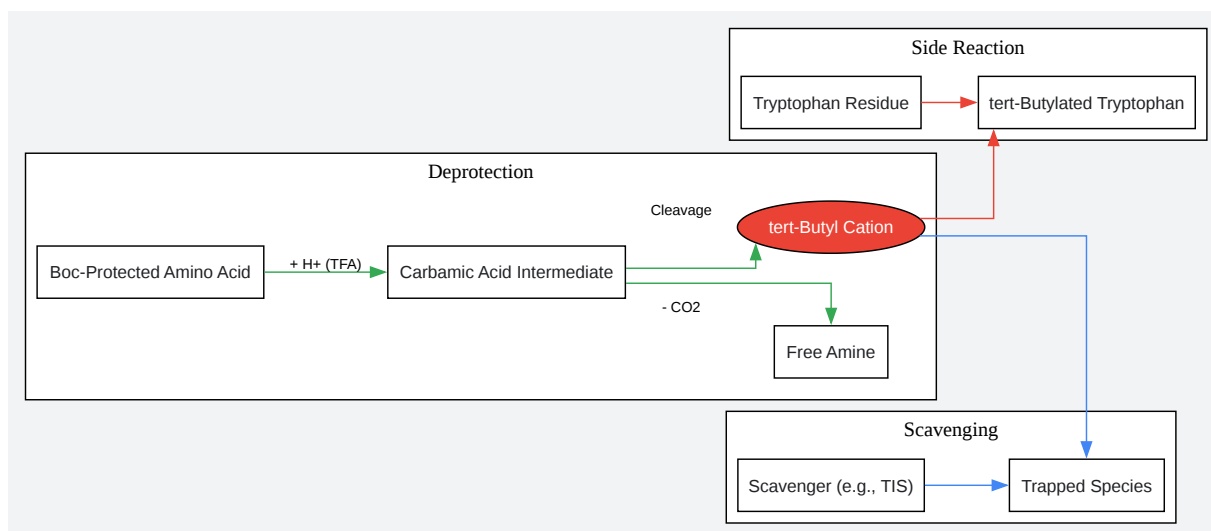 Side Reaction
Tryptophan Residue
tert-Butylated Tryptophan
Deprotection
Cleavage
tert-Butyl Cation
Boc-Protected Amino Acid
+ H+ (TFA)
Carbamic Acid Intermediate
- CO2
Free Amine
Scavenging
Scavenger (e.g., TIS)
Trapped Species